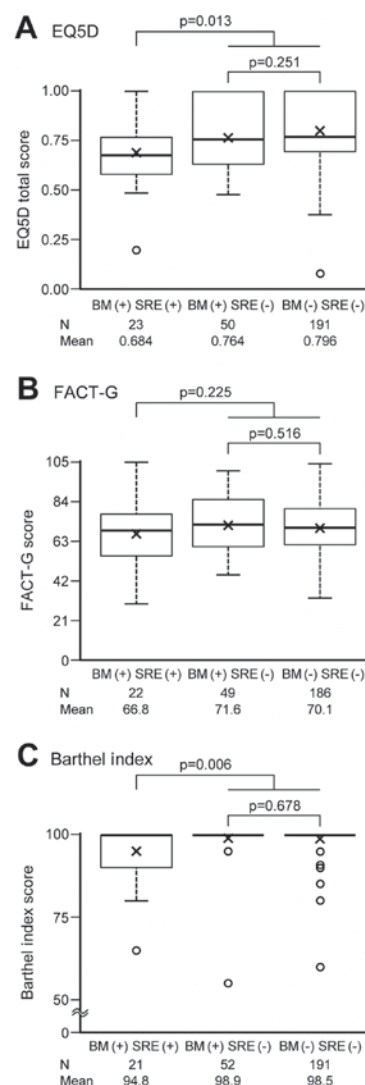 A EQ5D
p=0.013
p=0.251
1.00
0.75
0.50
0.25
0.00
EQ5D total score
BM (+) SRE (+) BM (+) SRE (-) BM (-) SRE (-)
N 23 50 191
Mean 0.684 0.764 0.796
B FACT-G
p=0.225
p=0.516
105
84
63
42
21
0
FACT-G score
BM (+) SRE (+) BM (+) SRE (-) BM (-) SRE (-)
N 22 49 186
Mean 66.8 71.6 70.1
C Barthel index
p=0.006
p=0.678
100
75
50
0
Barthel index score
BM (+) SRE (+) BM (+) SRE (-) BM (-) SRE (-)
N 21 52 191
Mean 94.8 98.9 98.5